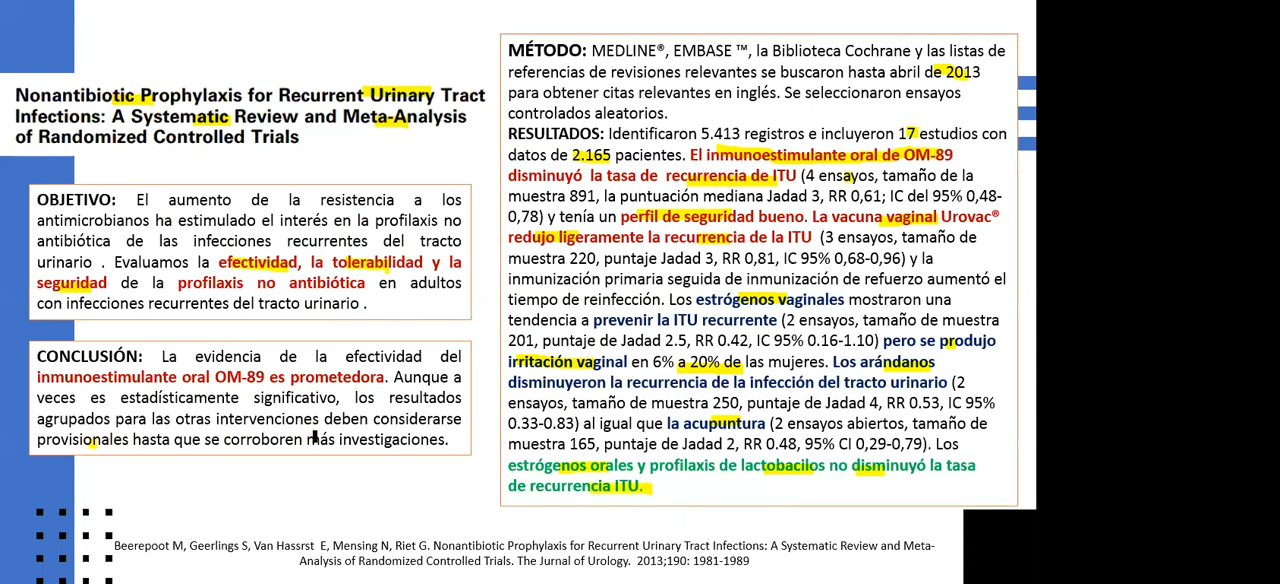 Nonantibiotic Prophylaxis for Recurrent Urinary Tract
Infections: A Systematic Review and Meta-Analysis
of Randomized Controlled Trials
OBJETIVO: El aumento de la resistencia a los
antimicrobianos ha estimulado el interés en la profilaxis no
antibiótica de las infecciones recurrentes del tracto
urinario . Evaluamos la efectividad, la tolerabilidad y la
seguridad de la profilaxis no antibiótica en adultos
con infecciones recurrentes del tracto urinario .
CONCLUSIÓN: La evidencia de la efectividad del
inmunoestimulante oral OM-89 es prometedora. Aunque a
veces es estadísticamente significativo, los resultados
agrupados para las otras intervenciones deben considerarse
provisionales hasta que se corroboren más investigaciones.
MÉTODO: MEDLINE®, EMBASE ™, la Biblioteca Cochrane y las listas de
referencias de revisiones relevantes se buscaron hasta abril de 2013
para obtener citas relevantes en inglés. Se seleccionaron ensayos
controlados aleatorios.
RESULTADOS: Identificaron 5.413 registros e incluyeron 17 estudios con
datos de 2.165 pacientes. El inmunoestimulante oral de OM-89
disminuyó la tasa de recurrencia de ITU (4 ensayos, tamaño de la
muestra 891, la puntuación mediana Jadad 3, RR 0,61; IC del 95% 0,48-
0,78) y tenía un perfil de seguridad bueno. La vacuna vaginal Urovac®
redujo ligeramente la recurrencia de la ITU (3 ensayos, tamaño de
muestra 220, puntaje Jadad 3, RR 0,81, IC 95% 0,68-0,96) y la
inmunización primaria seguida de inmunización de refuerzo aumentó el
tiempo de reinfección. Los estrógenos vaginales mostraron una
tendencia a prevenir la ITU recurrente (2 ensayos, tamaño de muestra
201, puntaje de Jadad 2.5, RR 0.42, IC 95% 0.16-1.10) pero se produjo
irritación vaginal en 6% a 20% de las mujeres. Los arándanos
disminuyeron la recurrencia de la infección del tracto urinario (2
ensayos, tamaño de muestra 250, puntaje de Jadad 4, RR 0.53, IC 95%
0.33-0.83) al igual que la acupuntura (2 ensayos abiertos, tamaño de
muestra 165, puntaje de Jadad 2, RR 0.48, 95% CI 0,29-0,79). Los
estrógenos orales y profilaxis de lactobacilos no disminuyó la tasa
de recurrencia ITU.
Beerepoot M, Geerlings S, Van Hassrst E, Mensing N, Riet G. Nonantibiotic Prophylaxis for Recurrent Urinary Tract Infections: A Systematic Review and Meta-
Analysis of Randomized Controlled Trials. The Jurnal of Urology. 2013;190: 1981-1989